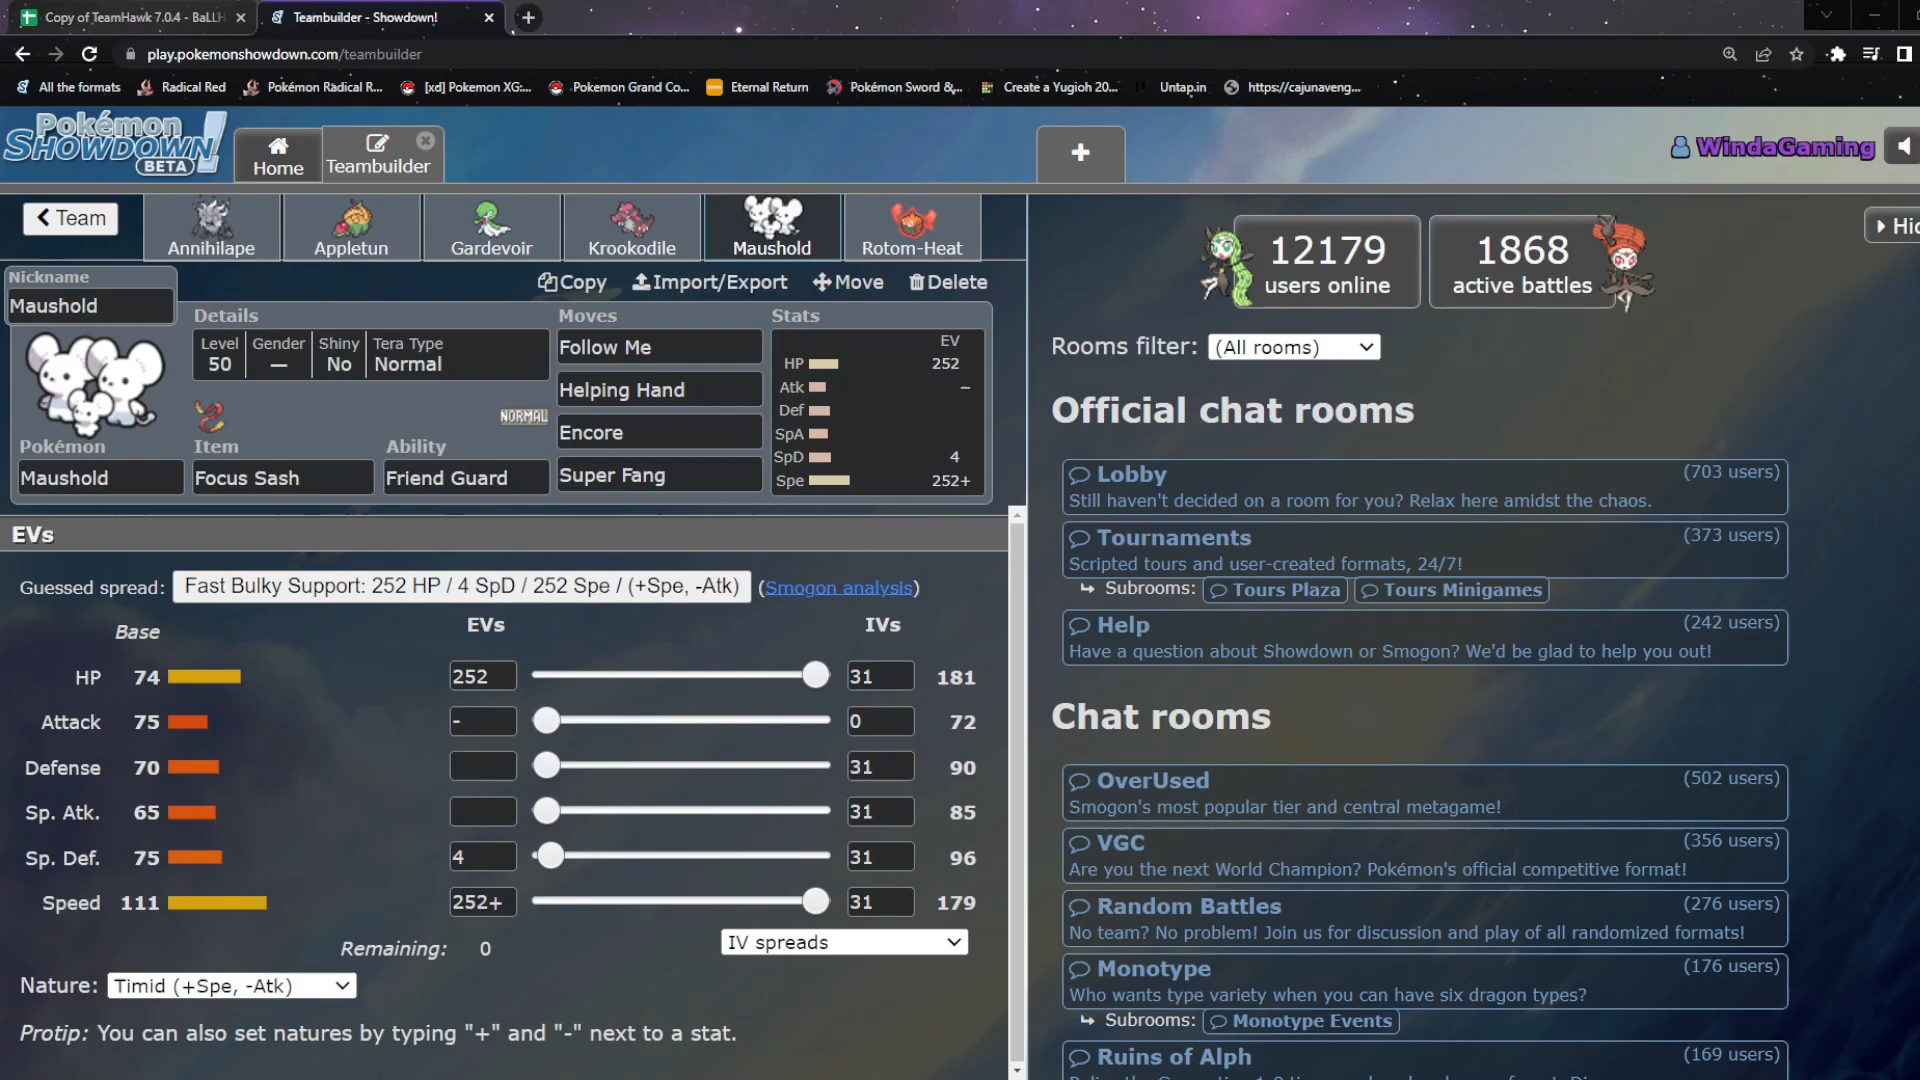 Copy of TeamHawk 7.0.4 - BaLLH
Teambuilder - Showdown!
play.pokemonshowdown.com/teambuilder
All the formats
Radical Red
Pokémon Radical R...
[xd] Pokemon XG:...
Pokemon Grand Co...
Eternal Return
Pokémon Sword &,...
Create a Yugioh 20...
Untap.in
https://cajunaveng...
Pokémon
SHOWDOWN!
BETA
Home
Teambuilder
WindaGaming
Team
Annihilape
Appletun
Gardevoir
Krookodile
Maushold
Rotom-Heat
Nickname
Maushold
Copy
Import/Export
Move
Delete
Details
Level
50
Gender
—
Shiny
No
Tera Type
Normal
NORMAL
Pokémon
Maushold
Item
Focus Sash
Ability
Friend Guard
Moves
Follow Me
Helping Hand
Encore
Super Fang
Stats
EV
HP 252
Atk –
Def
SpA
SpD 4
Spe 252+
EVs
Guessed spread: Fast Bulky Support: 252 HP / 4 SpD / 252 Spe / (+Spe, -Atk) (Smogon analysis)
Base EVs IVs
HP 74 252 31 181
Attack 75 - 0 72
Defense 70 31 90
Sp. Atk. 65 31 85
Sp. Def. 75 4 31 96
Speed 111 252+ 31 179
Remaining: 0 IV spreads
Nature: Timid (+Spe, -Atk)
Protip: You can also set natures by typing "+" and "-" next to a stat.
12179
users online
1868
active battles
Rooms filter: (All rooms)
Official chat rooms
Lobby (703 users)
Still haven't decided on a room for you? Relax here amidst the chaos.
Tournaments (373 users)
Scripted tours and user-created formats, 24/7!
Subrooms: Tours Plaza Tours Minigames
Help (242 users)
Have a question about Showdown or Smogon? We'd be glad to help you out!
Chat rooms
OverUsed (502 users)
Smogon's most popular tier and central metagame!
VGC (356 users)
Are you the next World Champion? Pokémon's official competitive format!
Random Battles (276 users)
No team? No problem! Join us for discussion and play of all randomized formats!
Monotype (176 users)
Who wants type variety when you can have six dragon types?
Subrooms: Monotype Events
Ruins of Alph (169 users)